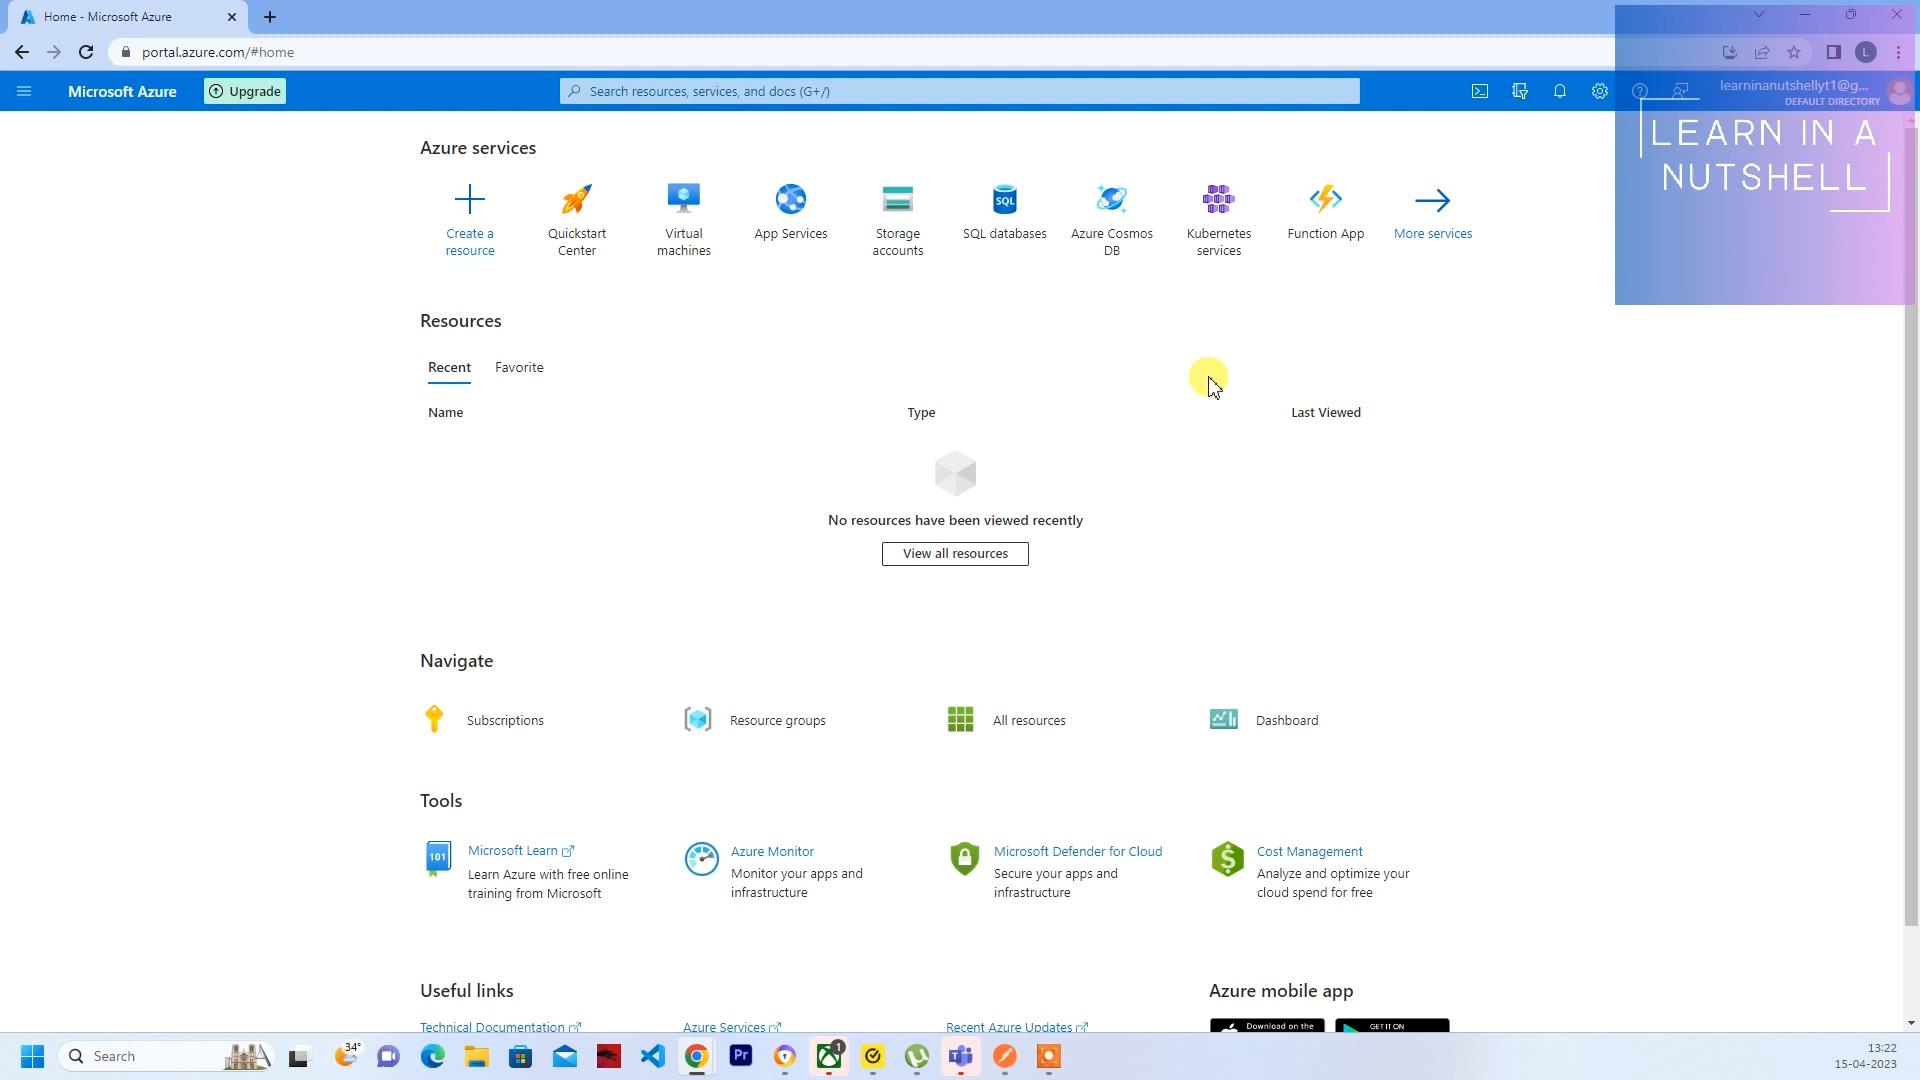 Home - Microsoft Azure
portal.azure.com/#home
L
Microsoft Azure
Upgrade
Search resources, services, and docs (G+/)
learninanutshellyt1@g...
DEFAULT DIRECTORY
LEARN IN A
NUTSHELL
Azure services
Create a
resource
Quickstart
Center
Virtual
machines
App Services
Storage
accounts
SQL
SQL databases
Azure Cosmos
DB
Kubernetes
services
Function App
More services
Resources
Recent
Favorite
Name
Type
Last Viewed
No resources have been viewed recently
View all resources
Navigate
Subscriptions
Resource groups
All resources
Dashboard
Tools
101
Microsoft Learn
Learn Azure with free online
training from Microsoft
Azure Monitor
Monitor your apps and
infrastructure
Microsoft Defender for Cloud
Secure your apps and
infrastructure
Cost Management
Analyze and optimize your
cloud spend for free
Useful links
Azure mobile app
Technical Documentation
Azure Services
Recent Azure Updates
Download on the
GET IT ON
Search
34°
Pr
1
13:22
15-04-2023